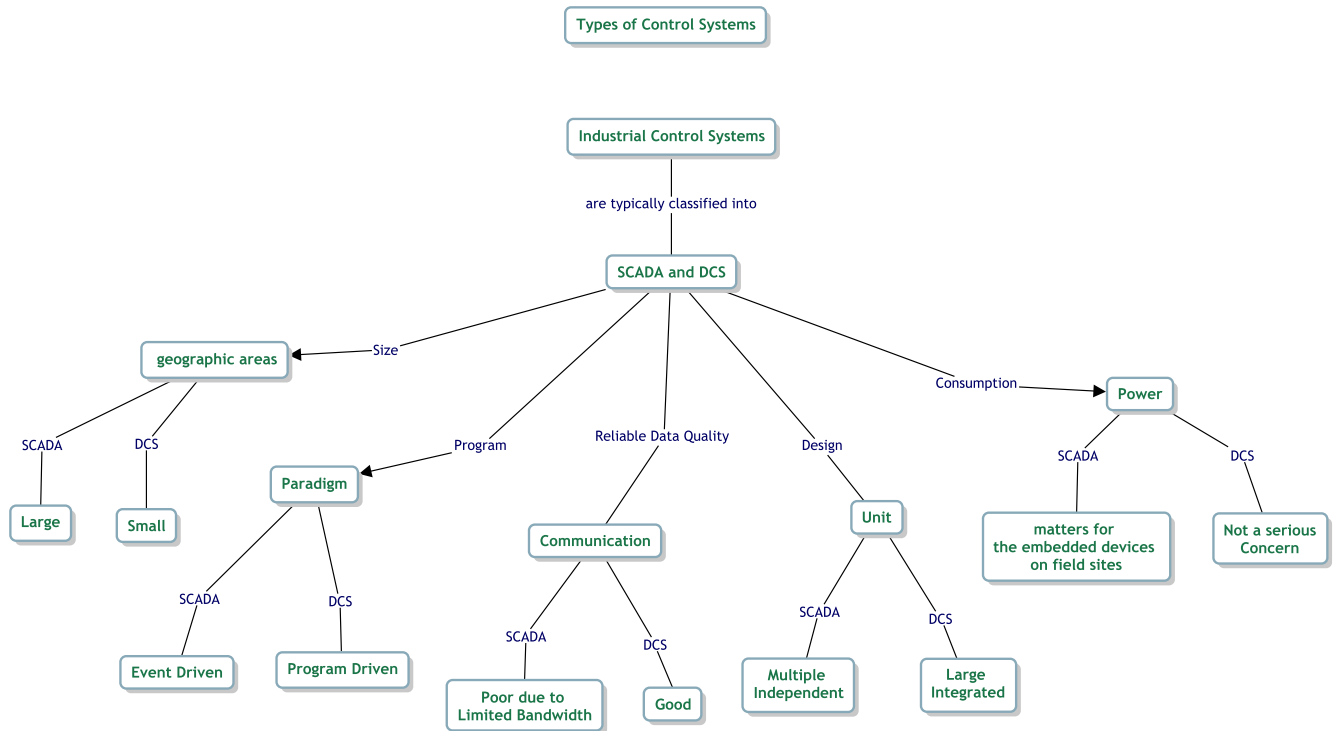 Types of Control Systems
Industrial Control Systems
are typically classified into
SCADA and DCS
Size
geographic areas
SCADA
DCS
Large
Small
Program
Paradigm
SCADA
DCS
Event Driven
Program Driven
Reliable Data Quality
Communication
SCADA
DCS
Poor due to
Limited Bandwidth
Good
Design
Unit
SCADA
DCS
Multiple
Independent
Large
Integrated
Consumption
Power
SCADA
DCS
matters for
the embedded devices
on field sites
Not a serious
Concern